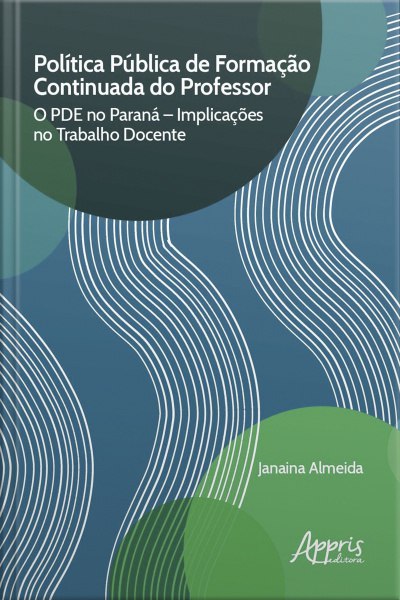 Política Pública de Formação
Continuada do Professor
O PDE no Paraná – Implicações
no Trabalho Docente
Janaina Almeida
Appris
editora